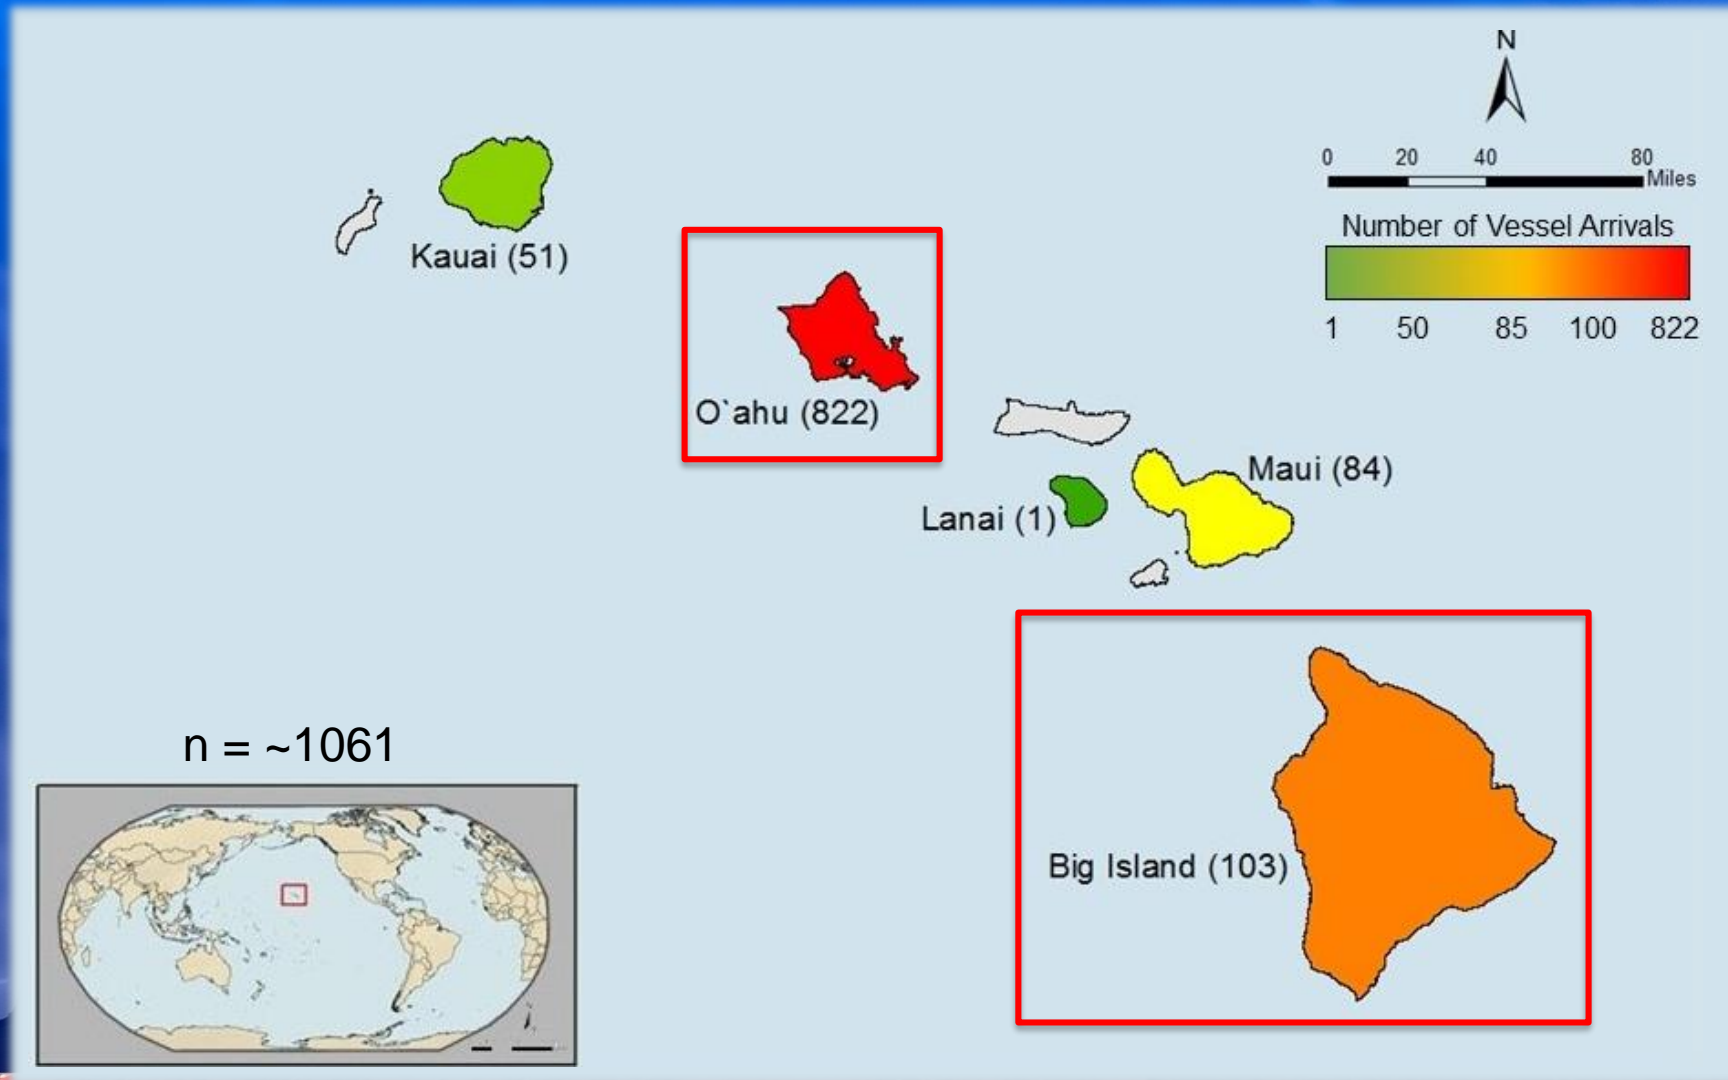 N
0 20 40 80
Miles
Number of Vessel Arrivals
1 50 85 100 822
Kauai (51)
O`ahu (822)
Maui (84)
Lanai (1)
Big Island (103)
n = ~1061